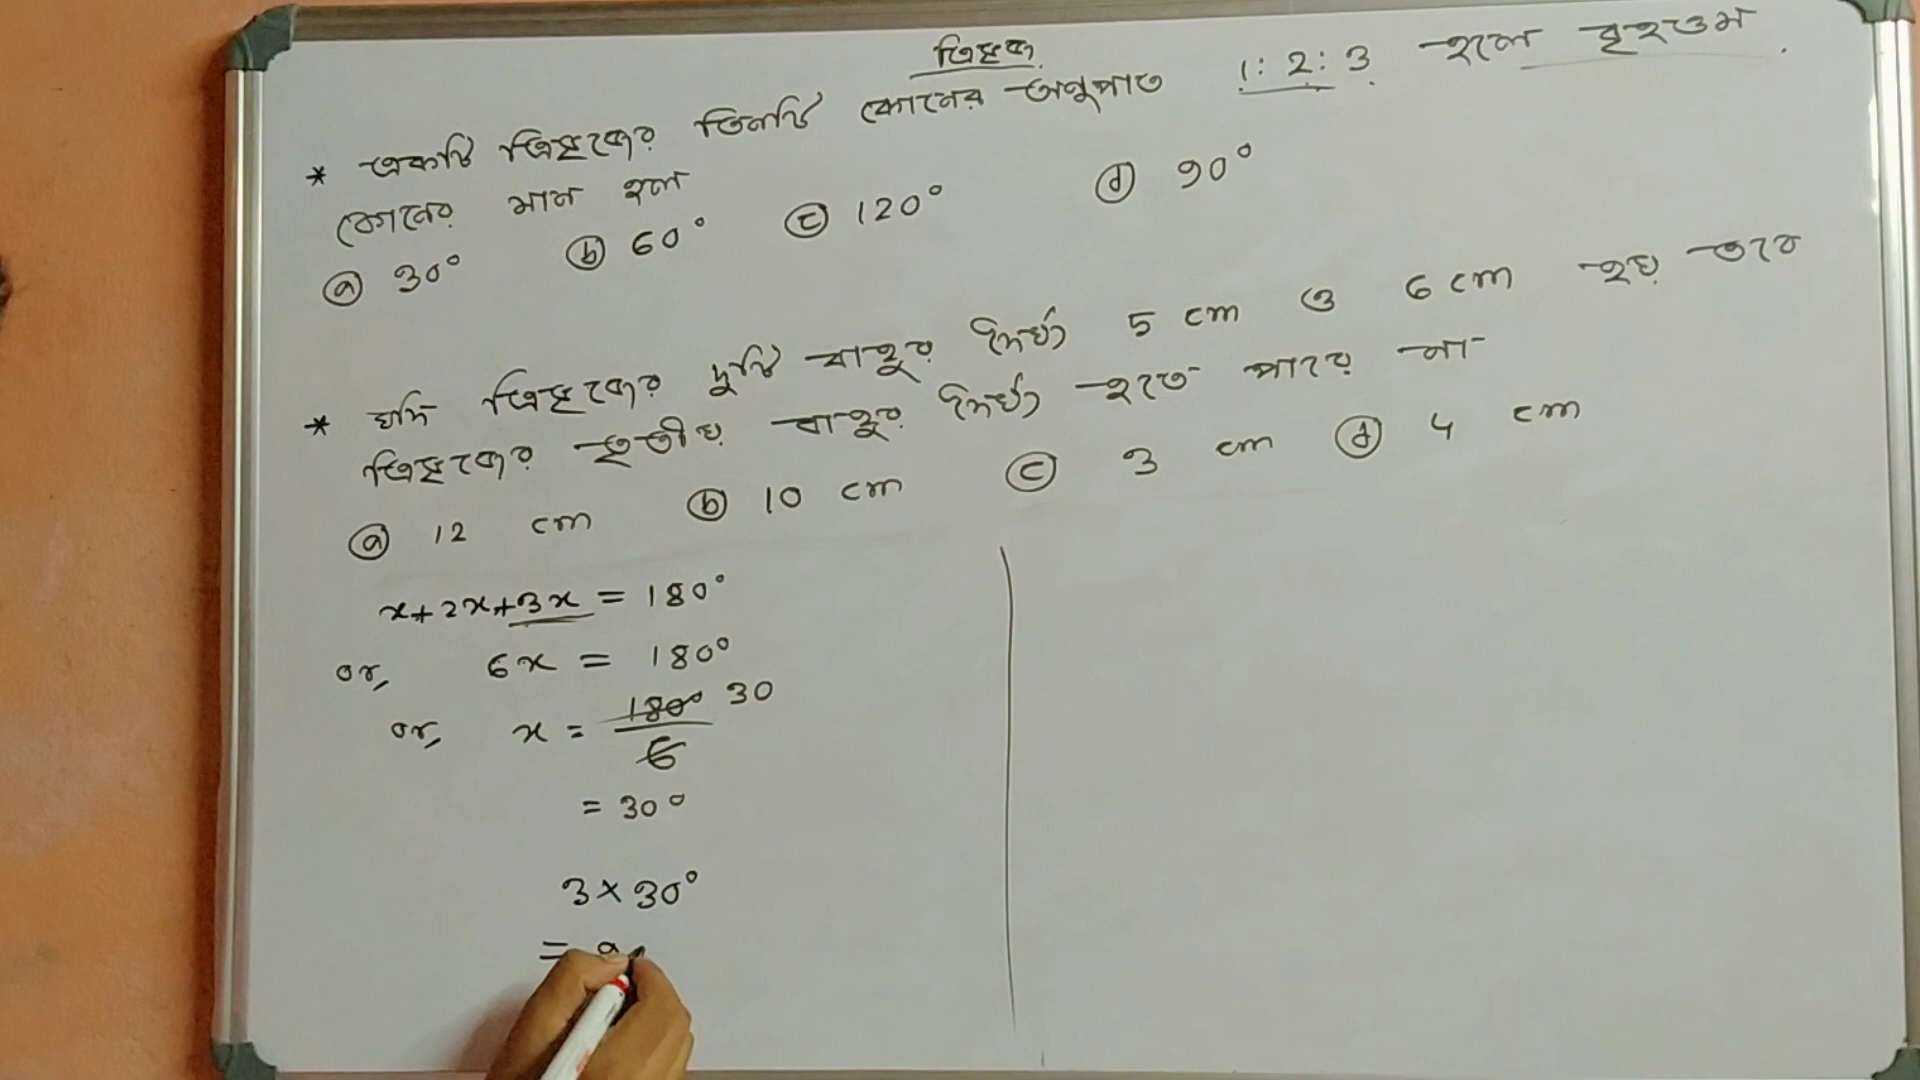 ত্রিভুজ
* একটি ত্রিভুজের তিনটি কোনের অনুপাত 1: 2: 3 হলে বৃহত্তম
কোনের মান হল
ⓐ 30° ⓑ 60° ⓒ 120° ⓓ 90°
* যদি ত্রিভুজের দুটি বাহুর দৈর্ঘ্য 5 cm ও 6 cm হয় তবে
ত্রিভুজের তৃতীয় বাহুর দৈর্ঘ্য হতে পারে না
ⓐ 12 cm ⓑ 10 cm ⓒ 3 cm ⓓ 4 cm
x+2x+3x = 180°
or, 6x = 180°
or, x = 180°/6 30
= 30°
3 × 30°
= 9